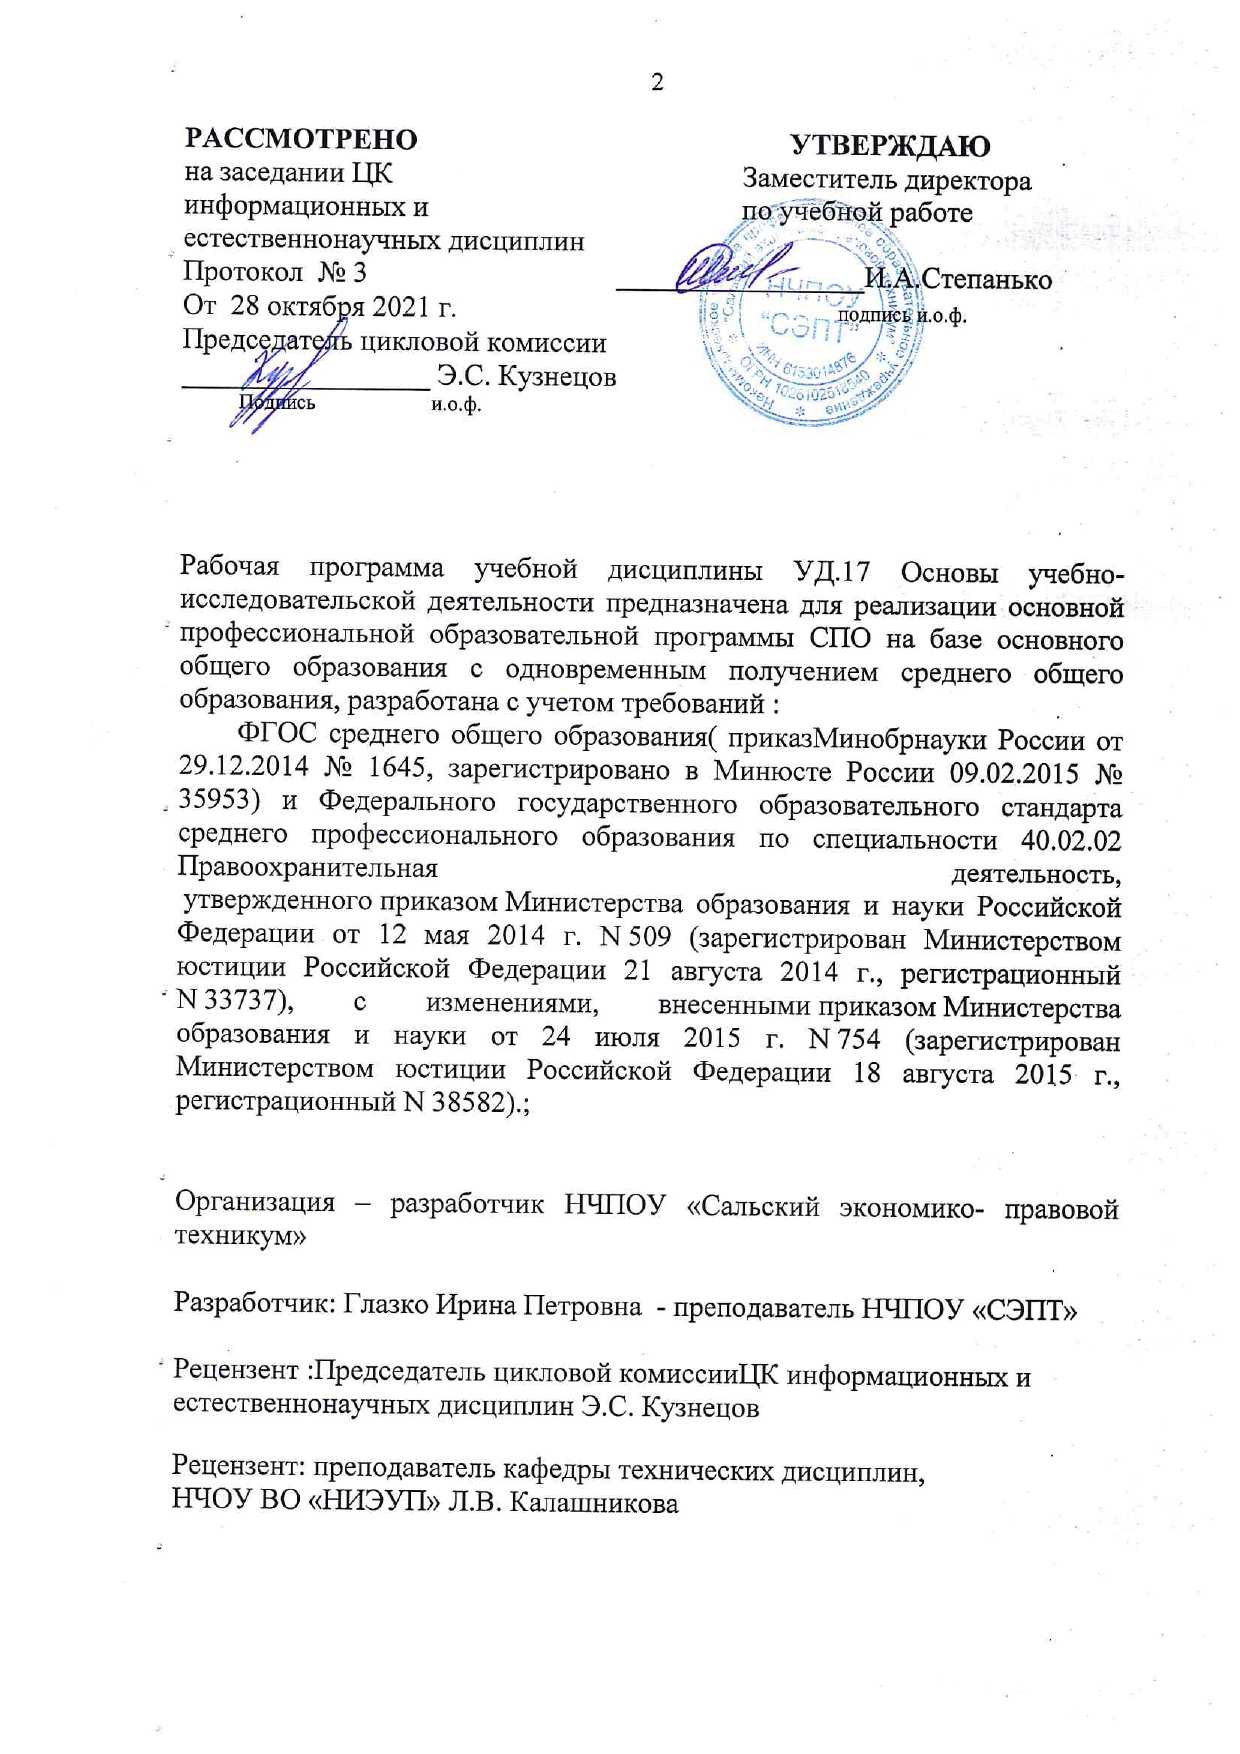 2
РАССМОТРЕНО
на заседании ЦК
информационных и
естественнонаучных дисциплин
Протокол № 3
От 28 октября 2021 г.
Председатель цикловой комиссии
__________________ Э.С. Кузнецов
Подпись и.о.ф.
УТВЕРЖДАЮ
Заместитель директора
по учебной работе
__________________И.А.Степанько
подпись и.о.ф.
НЧПОУ
"СЭПТ"
ИНН 6153014876
Рабочая программа учебной дисциплины УД.17 Основы учебно-
исследовательской деятельности предназначена для реализации основной
профессиональной образовательной программы СПО на базе основного
общего образования с одновременным получением среднего общего
образования, разработана с учетом требований :
ФГОС среднего общего образования( приказМинобрнауки России от
29.12.2014 № 1645, зарегистрировано в Минюсте России 09.02.2015 №
35953) и Федерального государственного образовательного стандарта
среднего профессионального образования по специальности 40.02.02
Правоохранительная деятельность,
утвержденного приказом Министерства образования и науки Российской
Федерации от 12 мая 2014 г. N 509 (зарегистрирован Министерством
юстиции Российской Федерации 21 августа 2014 г., регистрационный
N 33737), с изменениями, внесенными приказом Министерства
образования и науки от 24 июля 2015 г. N 754 (зарегистрирован
Министерством юстиции Российской Федерации 18 августа 2015 г.,
регистрационный N 38582).;
Организация – разработчик НЧПОУ «Сальский экономико- правовой
техникум»
Разработчик: Глазко Ирина Петровна - преподаватель НЧПОУ «СЭПТ»
Рецензент :Председатель цикловой комиссииЦК информационных и
естественнонаучных дисциплин Э.С. Кузнецов
Рецензент: преподаватель кафедры технических дисциплин,
НЧОУ ВО «НИЭУП» Л.В. Калашникова